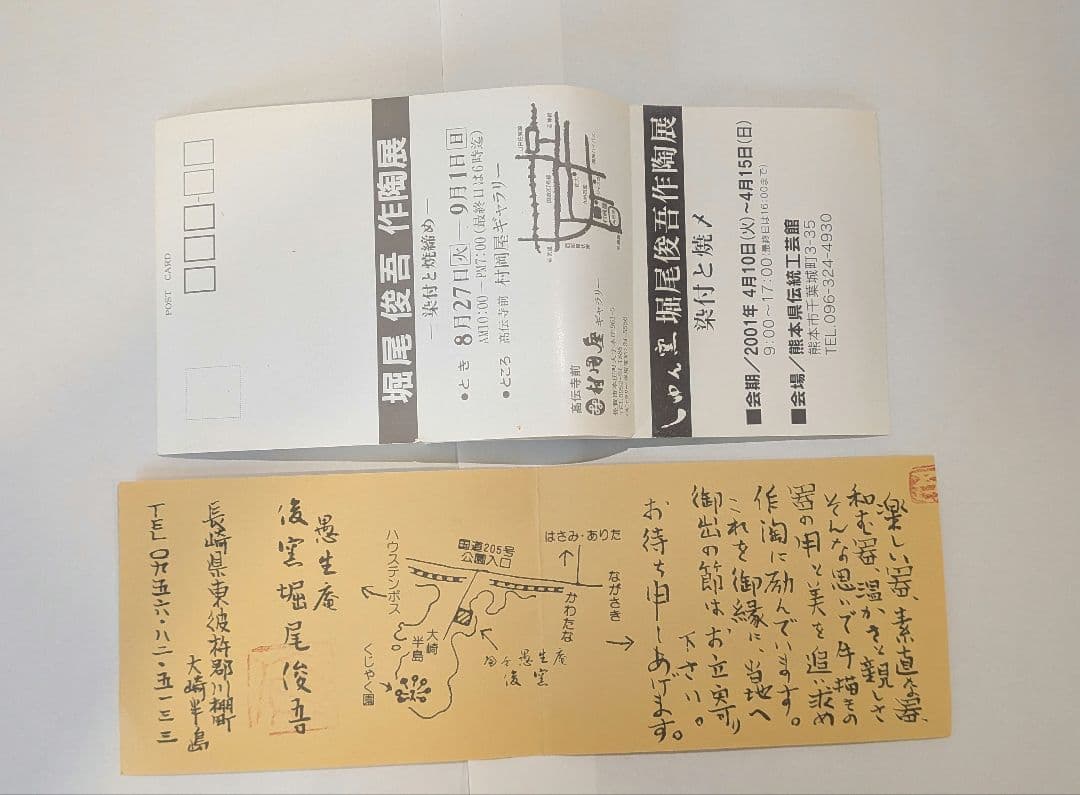 POST CARD
堀尾 俊吾 作陶展
―染付と焼締め―
●とき 8月27日火―9月1日日
AM10:00―PM7:00(最終日は6時迄)
●ところ 高伝寺前 村岡屋ギャラリー
高伝寺前
村岡屋 ギャラリー
しゅん窯 堀尾俊吾作陶展
染付と焼〆
■会期/2001年 4月10日(火)~4月15日(日)
9:00~17:00(最終日は16:00まで)
■会場/熊本県伝統工芸館
熊本市千葉城町3-35
TEL.096-324-4930
楽しい器、素直な器、
和む器、温かさと親しさ
そんな思いで手描きの
器の用と美を追い求め
作陶に励んでいます。
これを御縁に当地へ
御出の節はお立寄り
下さい。
お待ち申しあげます。
はさみ・ありた
ながさき
かわたな
国道205号
公園入口
ハウステンポス
大崎
半島
くじゃく園
陶舎愚生庵
俊窯
愚生庵
俊窯 堀尾俊吾
長崎県東彼杵郡川棚町
大崎半島
TEL 〇九五六・八二・五一三三